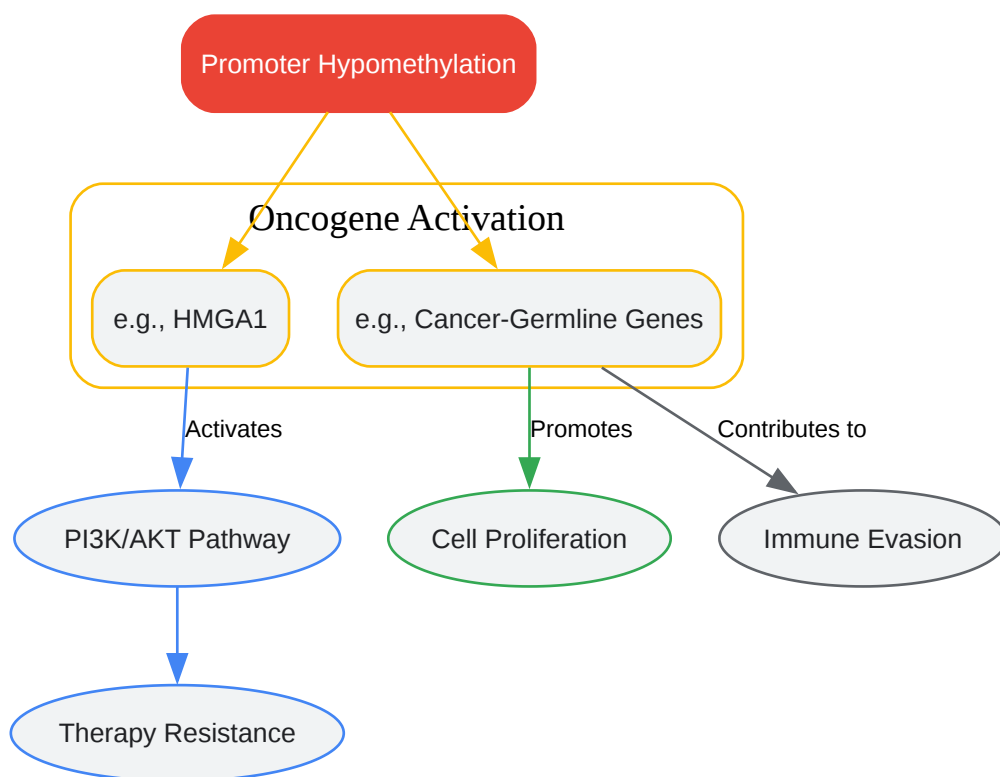 Promoter Hypomethylation
Oncogene Activation
e.g., HMGA1
e.g., Cancer-Germline Genes
Activates
Promotes
Contributes to
PI3K/AKT Pathway
Cell Proliferation
Immune Evasion
Therapy Resistance